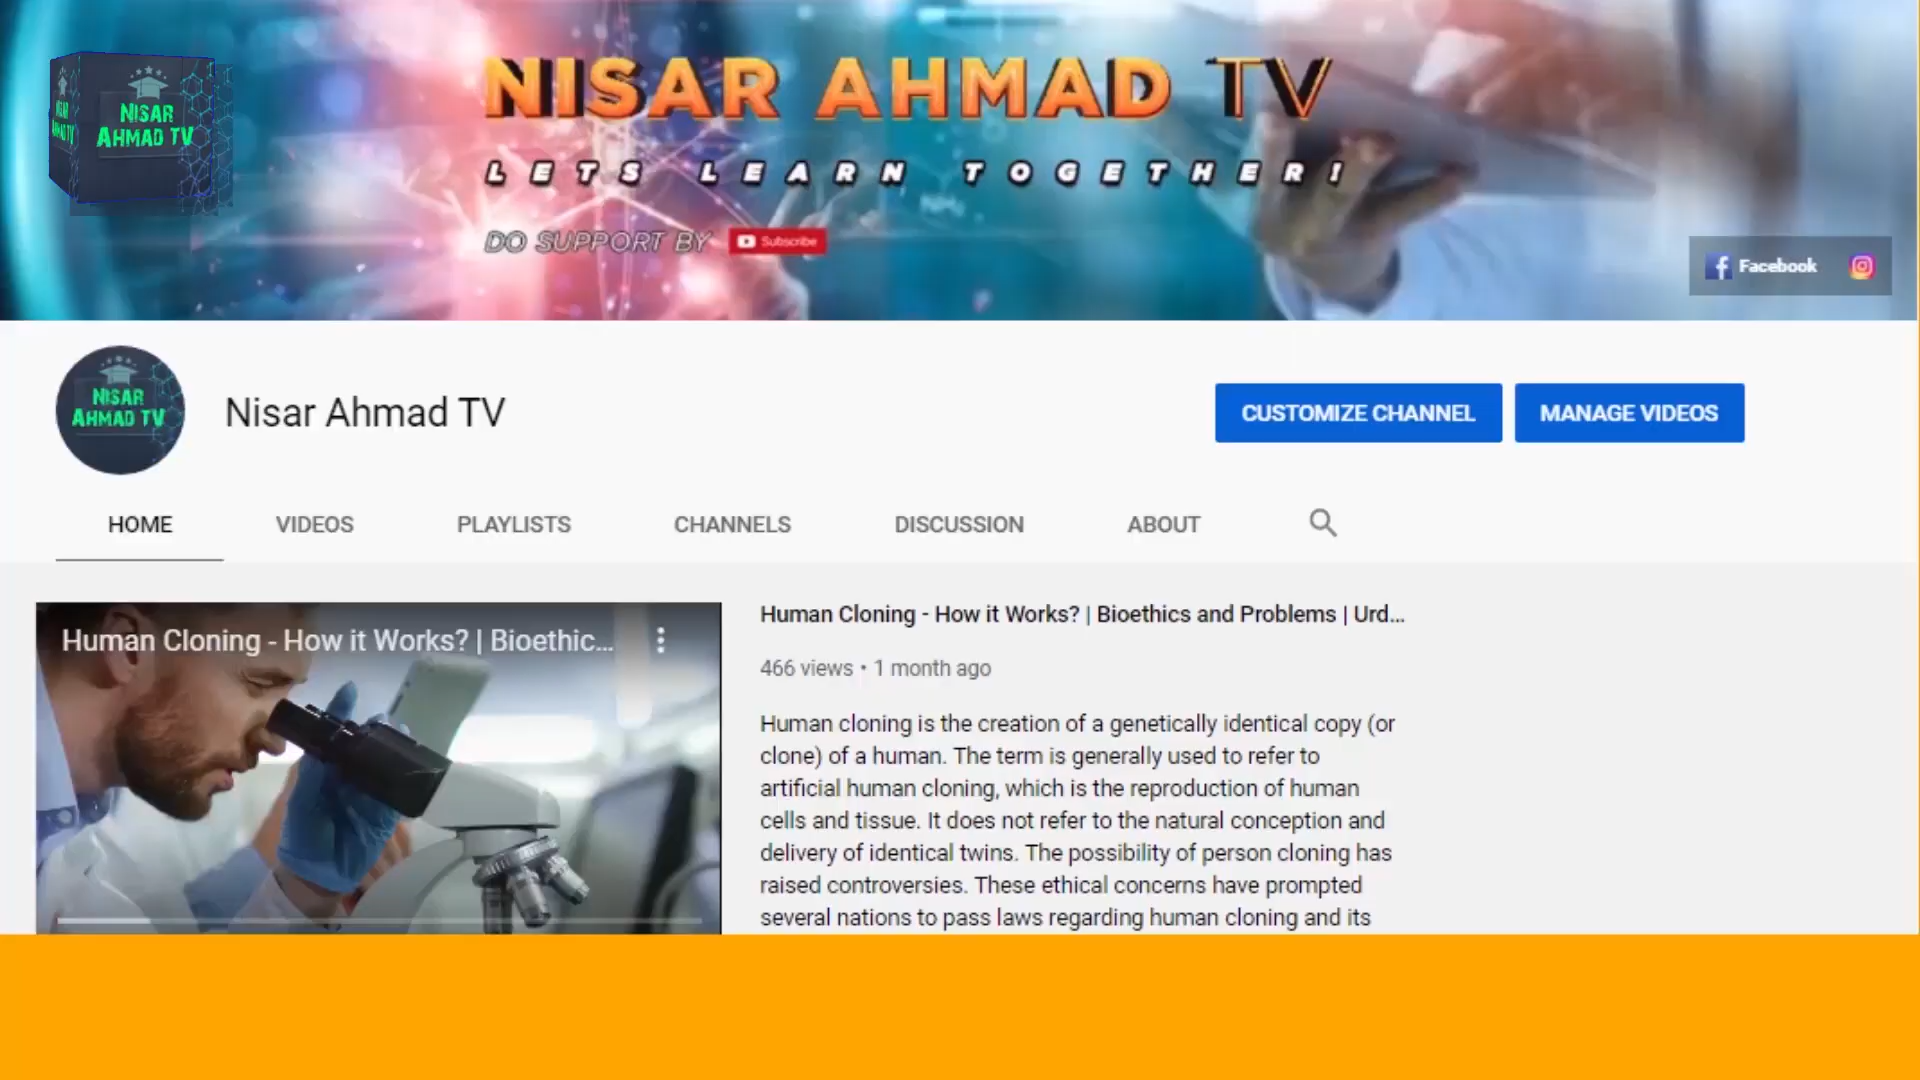 NISAR AHMAD TV
NISAR
AHMAD TV
LETS LEARN TOGETHER!
DO SUPPORT BY Subscribe
Facebook
NISAR
AHMAD TV
Nisar Ahmad TV
CUSTOMIZE CHANNEL
MANAGE VIDEOS
HOME VIDEOS PLAYLISTS CHANNELS DISCUSSION ABOUT
Human Cloning - How it Works? | Bioethic...
Human Cloning - How it Works? | Bioethics and Problems | Urd...
466 views • 1 month ago
Human cloning is the creation of a genetically identical copy (or
clone) of a human. The term is generally used to refer to
artificial human cloning, which is the reproduction of human
cells and tissue. It does not refer to the natural conception and
delivery of identical twins. The possibility of person cloning has
raised controversies. These ethical concerns have prompted
several nations to pass laws regarding human cloning and its